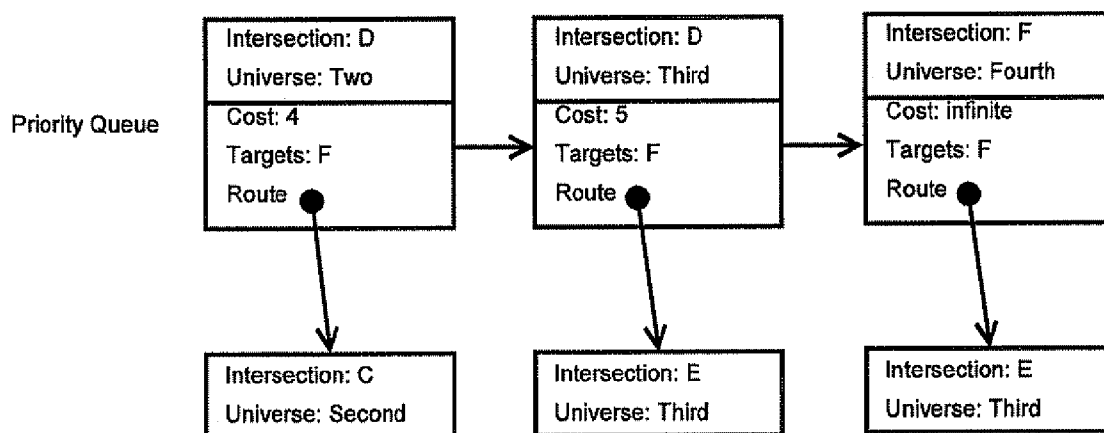 Priority Queue
Intersection: D
Universe: Two
Cost: 4
Targets: F
Route
Intersection: D
Universe: Third
Cost: 5
Targets: F
Route
Intersection: F
Universe: Fourth
Cost: infinite
Targets: F
Route
Intersection: C
Universe: Second
Intersection: E
Universe: Third
Intersection: E
Universe: Third